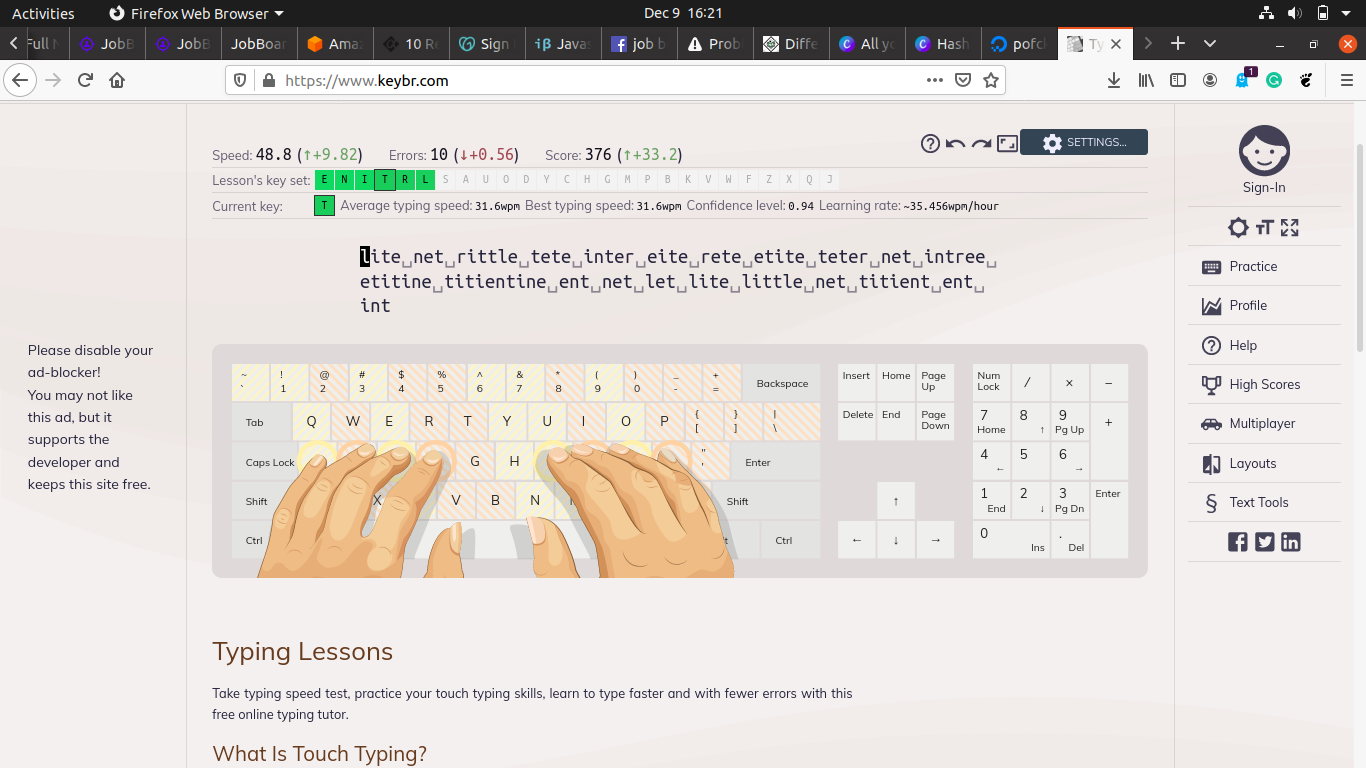 Activities Firefox Web Browser Dec 9 16:21
Full JobB JobB JobBoar Amaz 10 Re Sign iβ Javas job b Prob Diffe All yo Hash pofcl Ty
https://www.keybr.com 1
Speed: 48.8 (↑+9.82) Errors: 10 (↓+0.56) Score: 376 (↑+33.2) SETTINGS...
Lesson's key set: E N I T R L S A U O D Y C H G M P B K V W F Z X Q J
Current key: T Average typing speed: 31.6wpm Best typing speed: 31.6wpm Confidence level: 0.94 Learning rate: ~35.456wpm/hour
lite␣net␣rittle␣tete␣inter␣eite␣rete␣etite␣teter␣net␣intree␣
etitine␣titientine␣ent␣net␣let␣lite␣little␣net␣titient␣ent␣
int
Please disable your
ad-blocker!
You may not like
this ad, but it
supports the
developer and
keeps this site free.
~ ! @ # $ % ^ & * ( ) _ +
` 1 2 3 4 5 6 7 8 9 0 - = Backspace
Tab Q W E R T Y U I O P { [ } ] | \
Caps Lock G H " ' Enter
Shift X V B N Shift
Ctrl Ctrl
Insert Home Page Up
Delete End Page Down
↑
← ↓ →
Num Lock / × −
7 Home 8 ↑ 9 Pg Up +
4 ← 5 6 →
1 End 2 ↓ 3 Pg Dn Enter
0 Ins . Del
Sign-In
Practice
Profile
Help
High Scores
Multiplayer
Layouts
§ Text Tools
Typing Lessons
Take typing speed test, practice your touch typing skills, learn to type faster and with fewer errors with this
free online typing tutor.
What Is Touch Typing?